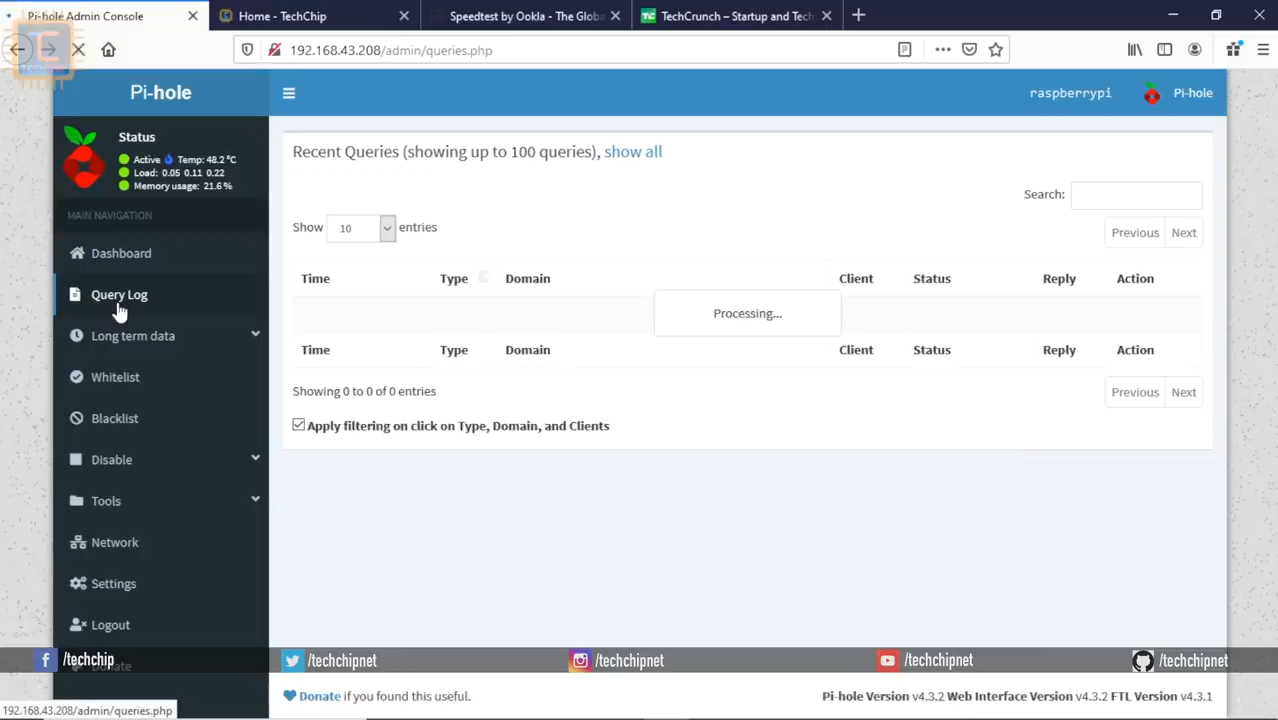 Pi-hole Admin Console
Home - TechChip
Speedtest by Ookla - The Globa
TechCrunch – Startup and Tech
192.168.43.208/admin/queries.php
Pi-hole
raspberrypi
Pi-hole
Status
Active Temp: 48.2 °C
Load: 0.05 0.11 0.22
Memory usage: 21.6 %
MAIN NAVIGATION
Dashboard
Query Log
Long term data
Whitelist
Blacklist
Disable
Tools
Network
Settings
Logout
Donate
Recent Queries (showing up to 100 queries), show all
Search:
Show 10 entries
Previous Next
Time Type Domain Client Status Reply Action
Processing...
Time Type Domain Client Status Reply Action
Showing 0 to 0 of 0 entries
Previous Next
Apply filtering on click on Type, Domain, and Clients
/techchip
/techchipnet
/techchipnet
/techchipnet
/techchipnet
Donate if you found this useful.
Pi-hole Version v4.3.2 Web Interface Version v4.3.2 FTL Version v4.3.1
192.168.43.208/admin/queries.php